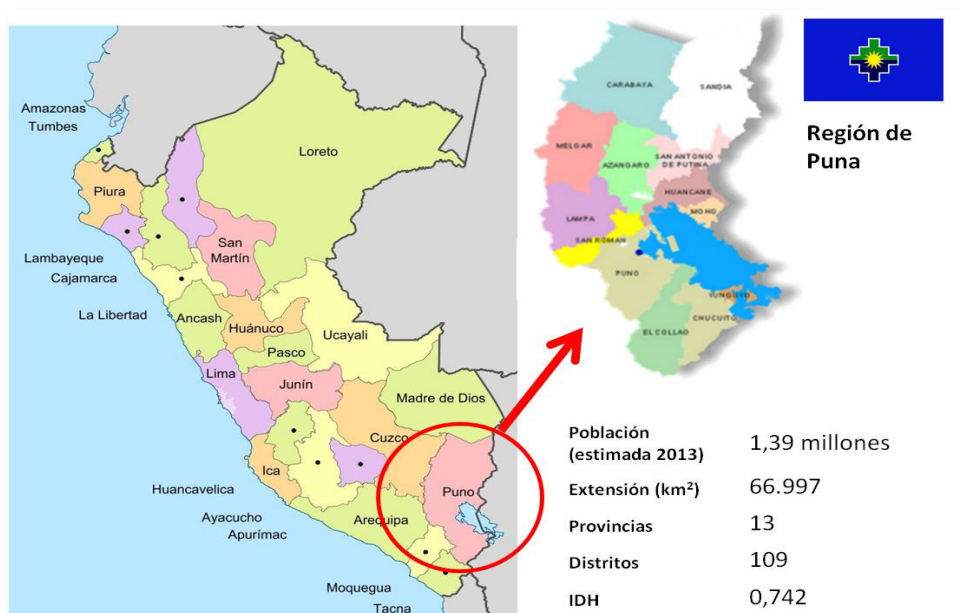 Amazonas
Tumbes
Loreto
Piura
Lambayeque
Cajamarca
San
Martín
La Libertad
Ancash
Huánuco
Ucayali
Pasco
Lima
Junín
Madre de Dios
Cuzco
Ica
Huancavelica
Puno
Ayacucho
Apurímac
Arequipa
Moquegua
Tacna
CARABAYA
SANDIA
MELGAR
AZANGARO
SAN ANTONIO
DE PUTINA
HUANCANE
MOHO
LAMPA
SAN ROMAN
PUNO
YUNGUYO
CHUCUITO
EL COLLAO
Región de
Puna
Población
(estimada 2013) 1,39 millones
Extensión (km²) 66.997
Provincias 13
Distritos 109
IDH 0,742